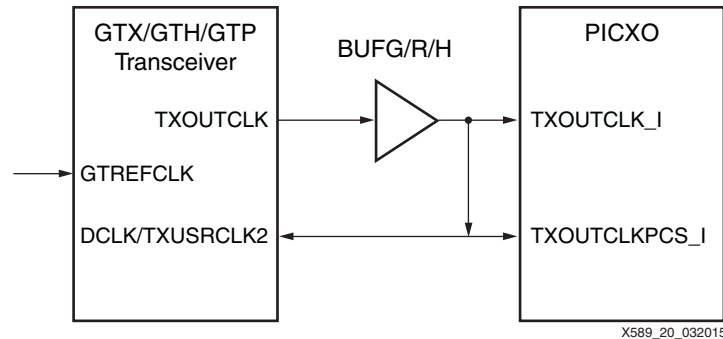 GTX/GTH/GTP
Transceiver
BUFG/R/H
PICXO
TXOUTCLK
TXOUTCLK_I
GTREFCLK
DCLK/TXUSRCLK2
TXOUTCLKPCS_I
X589_20_032015